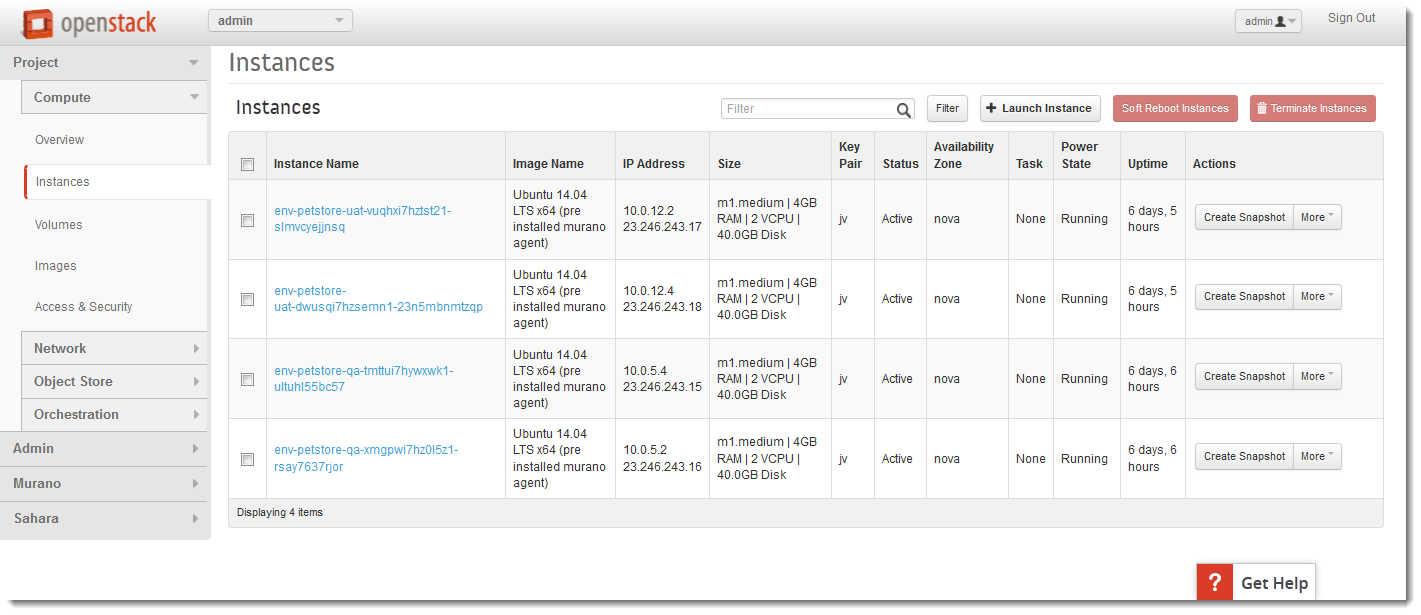 openstack
admin
admin
Sign Out
Project
Compute
Overview
Instances
Volumes
Images
Access & Security
Network
Object Store
Orchestration
Admin
Murano
Sahara
Instances
Instances
Filter
Filter
+ Launch Instance
Soft Reboot Instances
Terminate Instances
Instance Name
Image Name
IP Address
Size
Key
Pair
Status
Availability
Zone
Task
Power
State
Uptime
Actions
env-petstore-uat-vuqhxi7hztst21-
slmvcyejjnsq
Ubuntu 14.04
LTS x64 (pre
installed murano
agent)
10.0.12.2
23.246.243.17
m1.medium | 4GB
RAM | 2 VCPU |
40.0GB Disk
jv
Active
nova
None
Running
6 days, 5
hours
Create Snapshot
More
env-petstore-
uat-dwusqi7hzsemn1-23n5mbnmtzqp
Ubuntu 14.04
LTS x64 (pre
installed murano
agent)
10.0.12.4
23.246.243.18
m1.medium | 4GB
RAM | 2 VCPU |
40.0GB Disk
jv
Active
nova
None
Running
6 days, 5
hours
Create Snapshot
More
env-petstore-qa-tmttui7hywxwk1-
ultuhl55bc57
Ubuntu 14.04
LTS x64 (pre
installed murano
agent)
10.0.5.4
23.246.243.15
m1.medium | 4GB
RAM | 2 VCPU |
40.0GB Disk
jv
Active
nova
None
Running
6 days, 6
hours
Create Snapshot
More
env-petstore-qa-xmgpwi7hz0l5z1-
rsay7637rjor
Ubuntu 14.04
LTS x64 (pre
installed murano
agent)
10.0.5.2
23.246.243.16
m1.medium | 4GB
RAM | 2 VCPU |
40.0GB Disk
jv
Active
nova
None
Running
6 days, 6
hours
Create Snapshot
More
Displaying 4 items
? Get Help